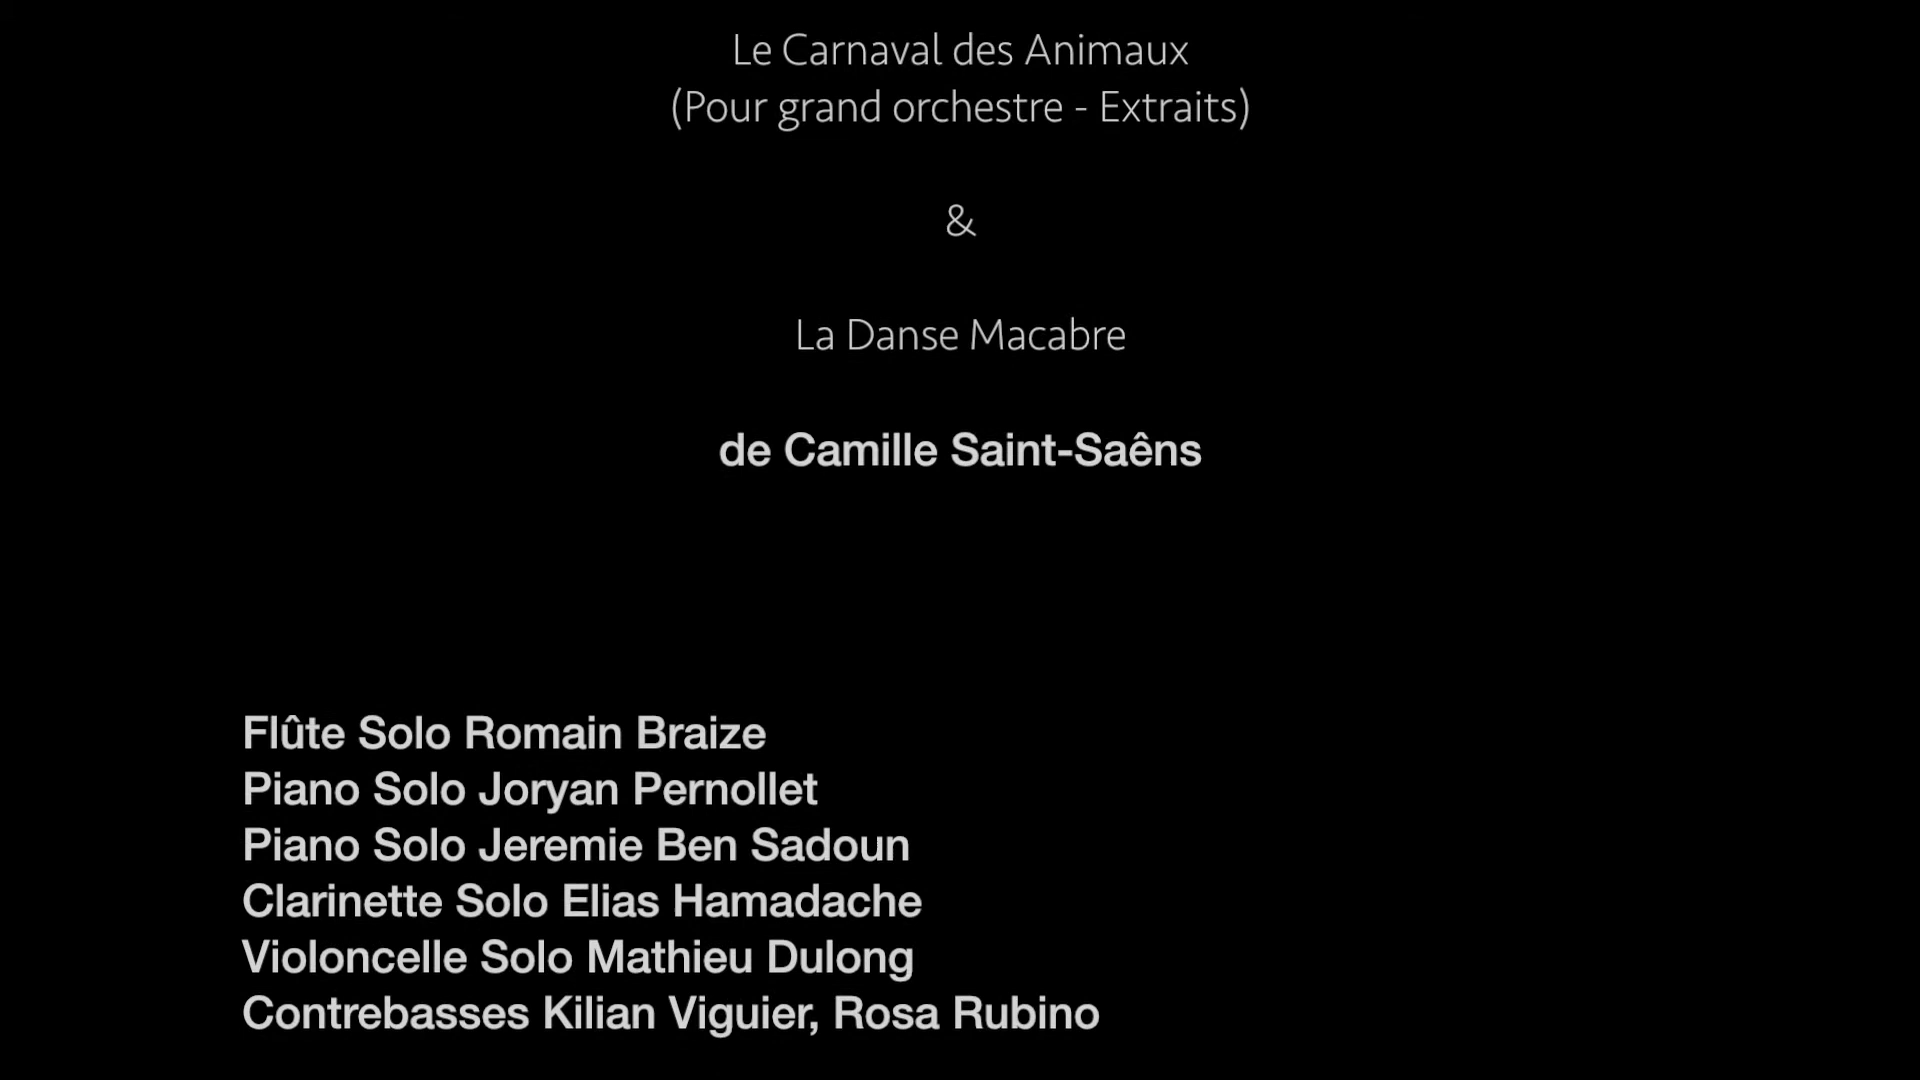 Le Carnaval des Animaux
(Pour grand orchestre - Extraits)
&
La Danse Macabre
de Camille Saint-Saêns
Flûte Solo Romain Braize
Piano Solo Joryan Pernollet
Piano Solo Jeremie Ben Sadoun
Clarinette Solo Elias Hamadache
Violoncelle Solo Mathieu Dulong
Contrebasses Kilian Viguier, Rosa Rubino